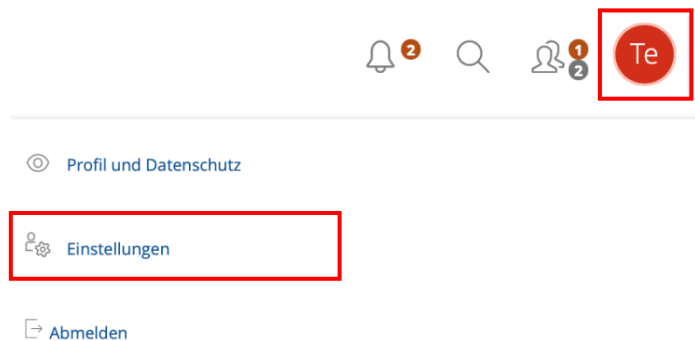 2
1
2
Te
Profil und Datenschutz
Einstellungen
Abmelden